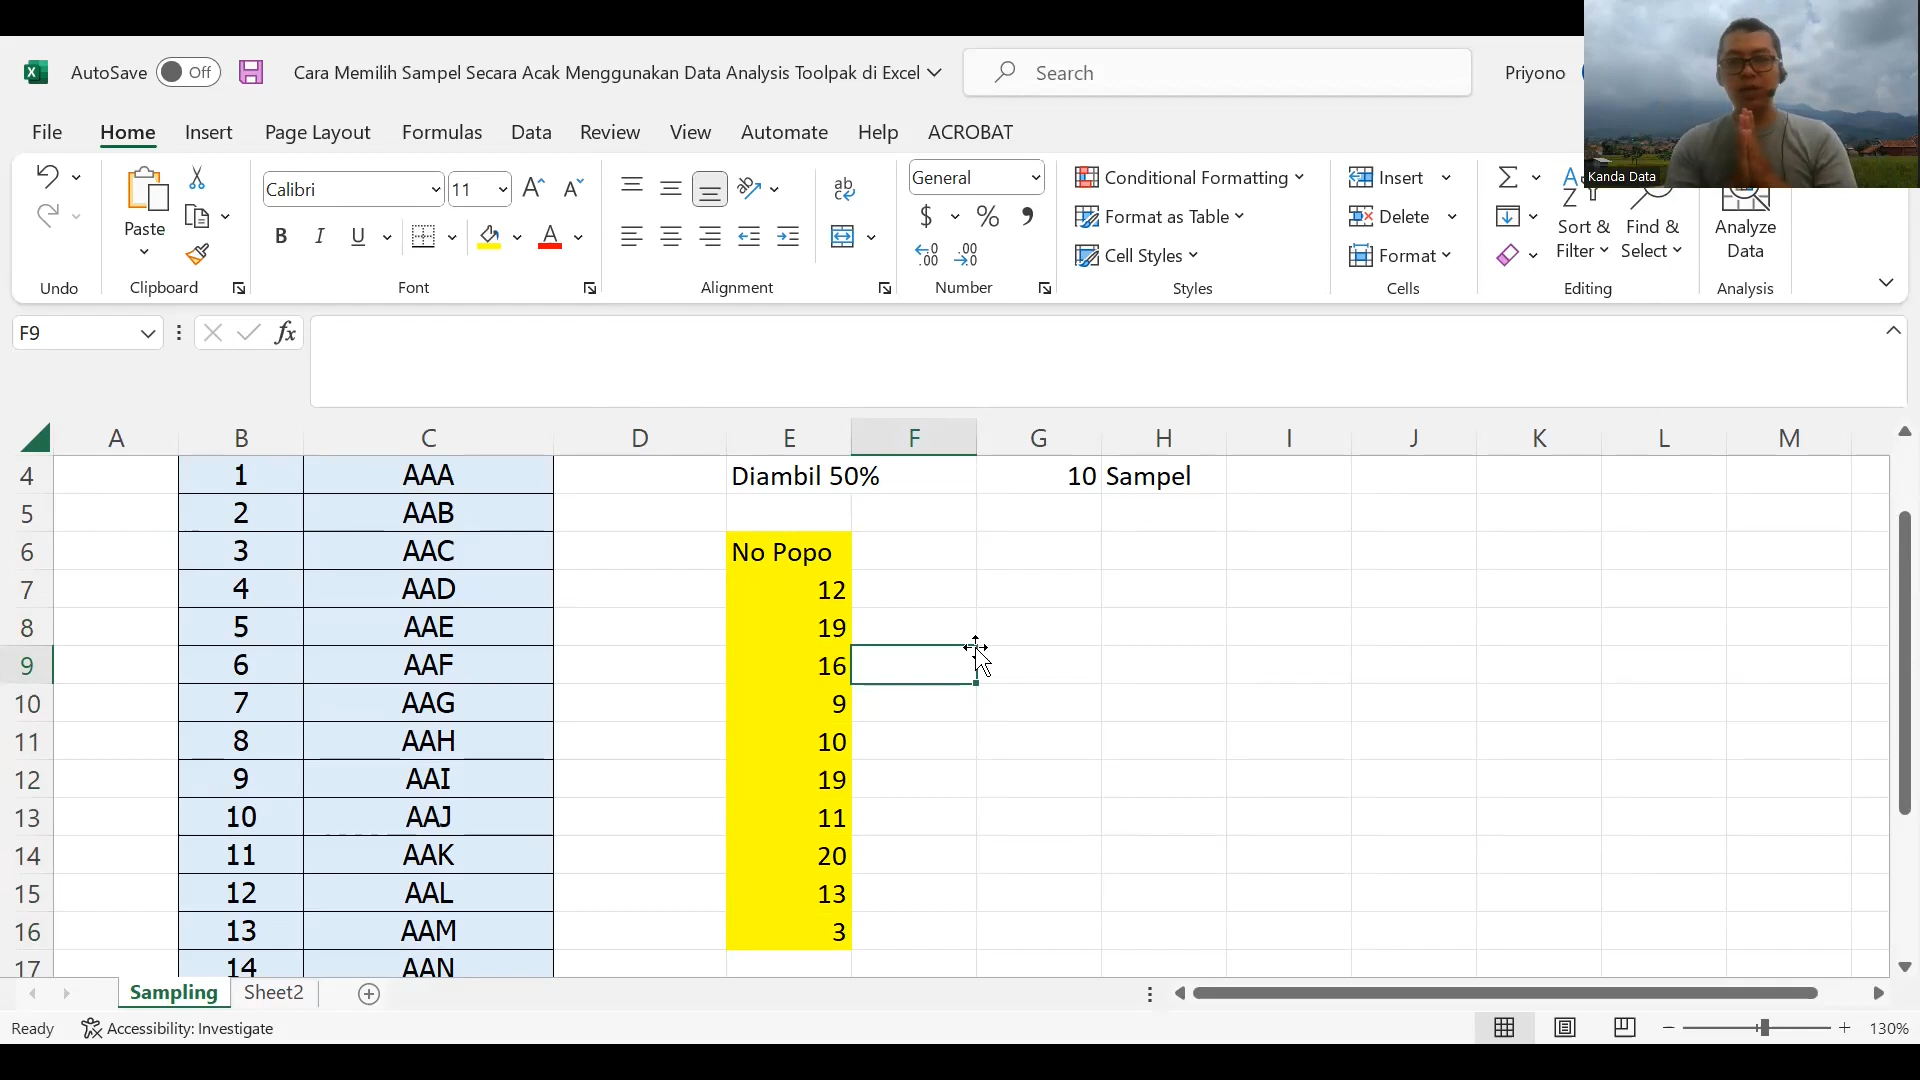 AutoSave Off Cara Memilih Sampel Secara Acak Menggunakan Data Analysis Toolpak di Excel Search Priyono
Kanda Data
File Home Insert Page Layout Formulas Data Review View Automate Help ACROBAT
Paste
Calibri 11
B I U
ab
General
$ % ,
Conditional Formatting
Format as Table
Cell Styles
Insert
Delete
Format
Sort & Filter
Find & Select
Analyze Data
Undo Clipboard Font Alignment Number Styles Cells Editing Analysis
F9 fx
A B C D E F G H I J K L M
4 1 AAA Diambil 50% 10 Sampel
5 2 AAB
6 3 AAC No Popo
7 4 AAD 12
8 5 AAE 19
9 6 AAF 16
10 7 AAG 9
11 8 AAH 10
12 9 AAI 19
13 10 AAJ 11
14 11 AAK 20
15 12 AAL 13
16 13 AAM 3
17 14 AAN
Sampling Sheet2
Ready Accessibility: Investigate 130%